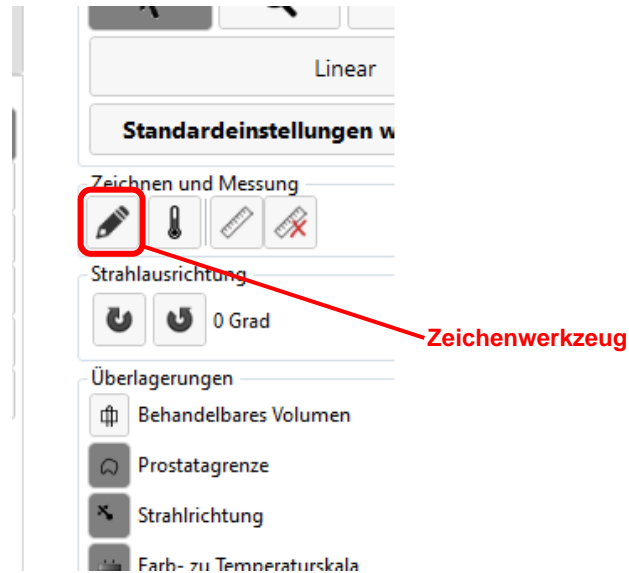 Linear
Standardeinstellungen w
Zeichnen und Messung
Strahlausrichtung
0 Grad
Zeichenwerkzeug
Überlagerungen
Behandelbares Volumen
Prostatagrenze
Strahlrichtung
Farb- zu Temperaturskala